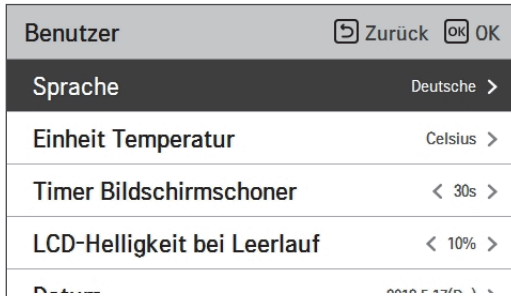 Benutzer Zurück OK OK
Sprache Deutsche >
Einheit Temperatur Celsius >
Timer Bildschirmschoner < 30s >
LCD-Helligkeit bei Leerlauf < 10% >